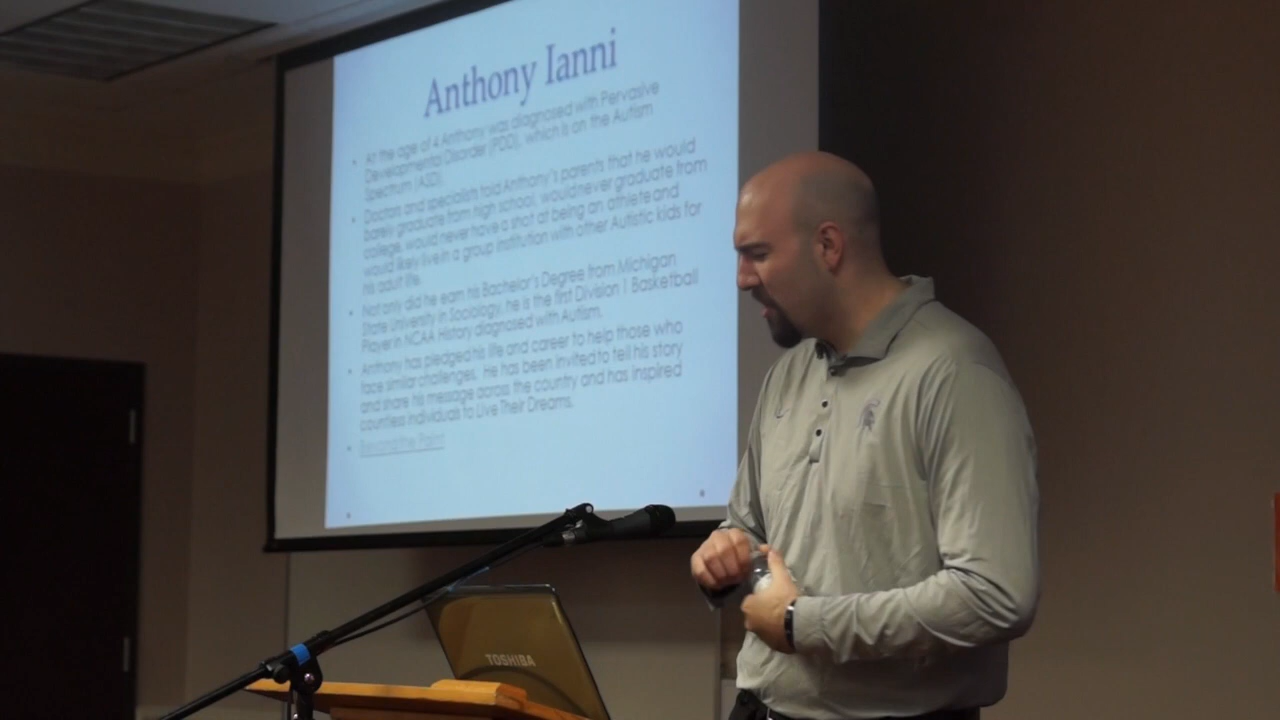 Anthony Ianni
• At the age of 4 Anthony was diagnosed with Pervasive
Developmental Disorder (PDD), which is on the Autism
Spectrum (ASD).
• Doctors and specialists told Anthony's parents that he would
barely graduate from high school, would never graduate from
college, would never have a shot at being an athlete and
would likely live in a group institution with other Autistic kids for
his adult life.
• Not only did he earn his Bachelor's Degree from Michigan
State University in Sociology, he is the first Division I Basketball
Player in NCAA History diagnosed with Autism.
• Anthony has pledged his life and career to help those who
face similar challenges. He has been invited to tell his story
and share his message across the country and has inspired
countless individuals to Live Their Dreams.
TOSHIBA